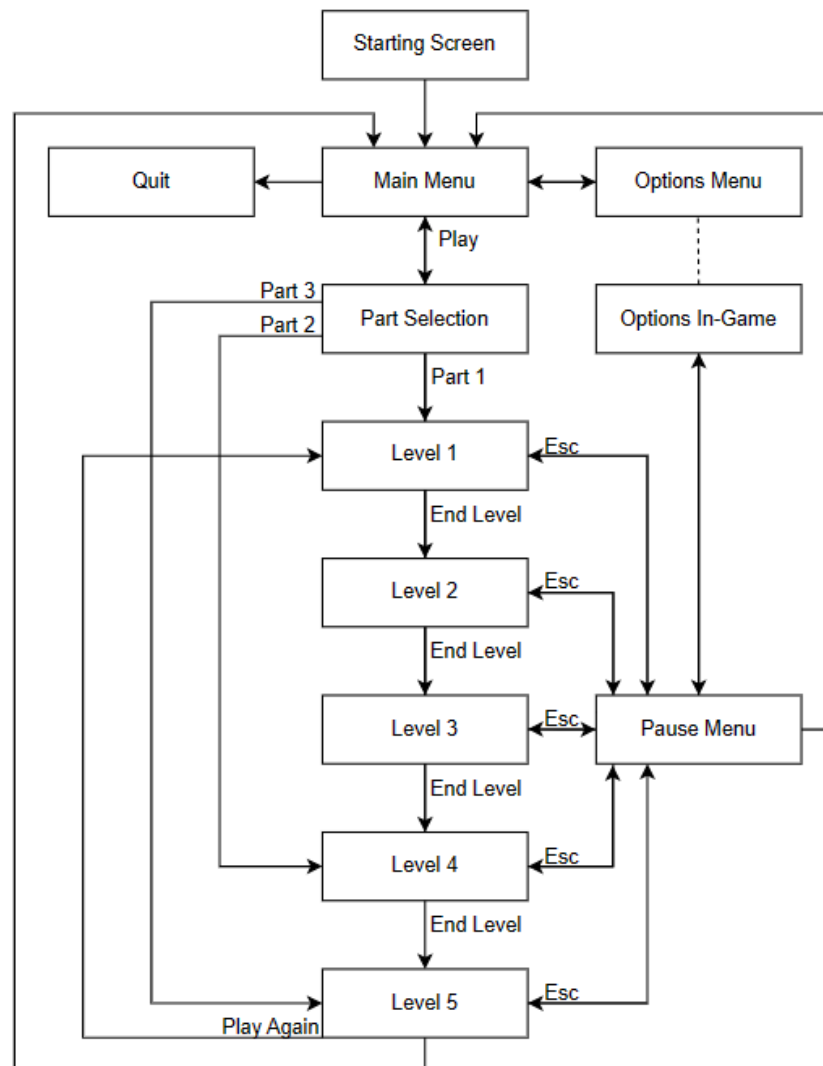 Starting Screen
Quit
Main Menu
Options Menu
Play
Part 3
Part 2
Part Selection
Options In-Game
Part 1
Level 1
Esc
End Level
Level 2
Esc
End Level
Level 3
Esc
Pause Menu
End Level
Level 4
Esc
End Level
Level 5
Esc
Play Again